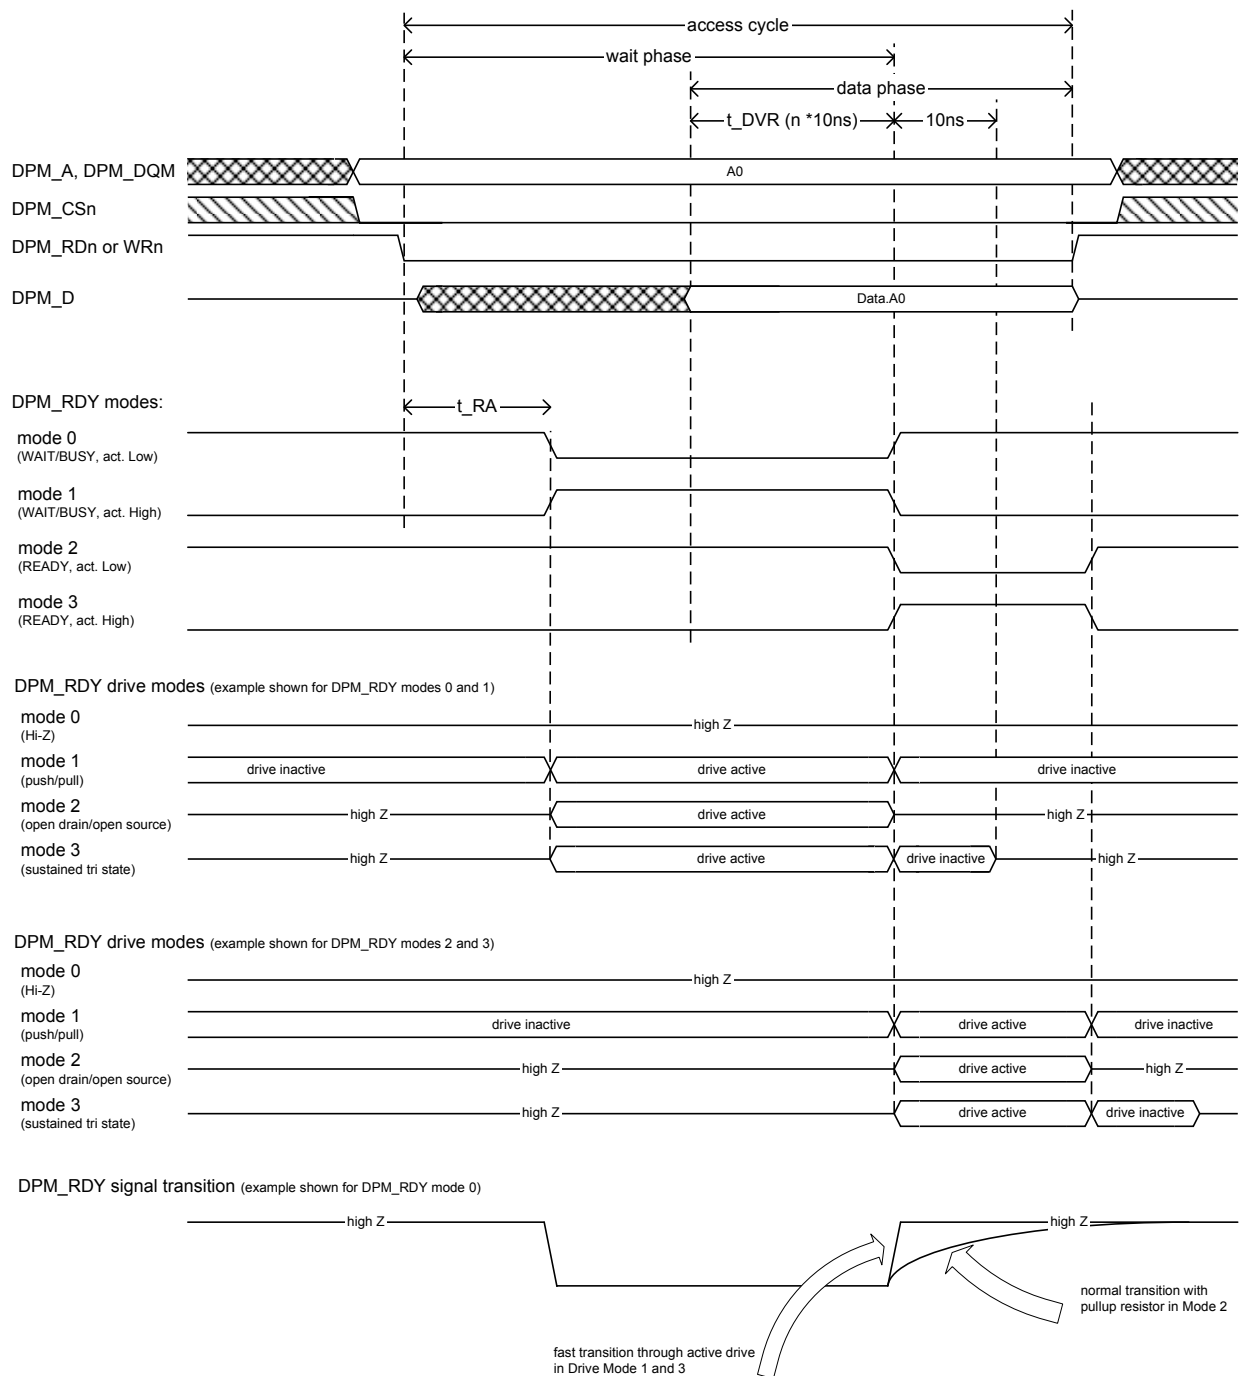 access cycle
wait phase
data phase
t_DVR (n *10ns)
10ns
DPM_A, DPM_DQM
A0
DPM_CSn
DPM_RDn or WRn
DPM_D
Data.A0
DPM_RDY modes:
t_RA
mode 0
(WAIT/BUSY, act. Low)
mode 1
(WAIT/BUSY, act. High)
mode 2
(READY, act. Low)
mode 3
(READY, act. High)
DPM_RDY drive modes (example shown for DPM_RDY modes 0 and 1)
mode 0
(Hi-Z)
high Z
mode 1
(push/pull)
drive inactive
drive active
drive inactive
mode 2
(open drain/open source)
high Z
drive active
high Z
mode 3
(sustained tri state)
high Z
drive active
drive inactive
high Z
DPM_RDY drive modes (example shown for DPM_RDY modes 2 and 3)
mode 0
(Hi-Z)
high Z
mode 1
(push/pull)
drive inactive
drive active
drive inactive
mode 2
(open drain/open source)
high Z
drive active
high Z
mode 3
(sustained tri state)
high Z
drive active
drive inactive
DPM_RDY signal transition (example shown for DPM_RDY mode 0)
high Z
high Z
normal transition with
pullup resistor in Mode 2
fast transition through active drive
in Drive Mode 1 and 3